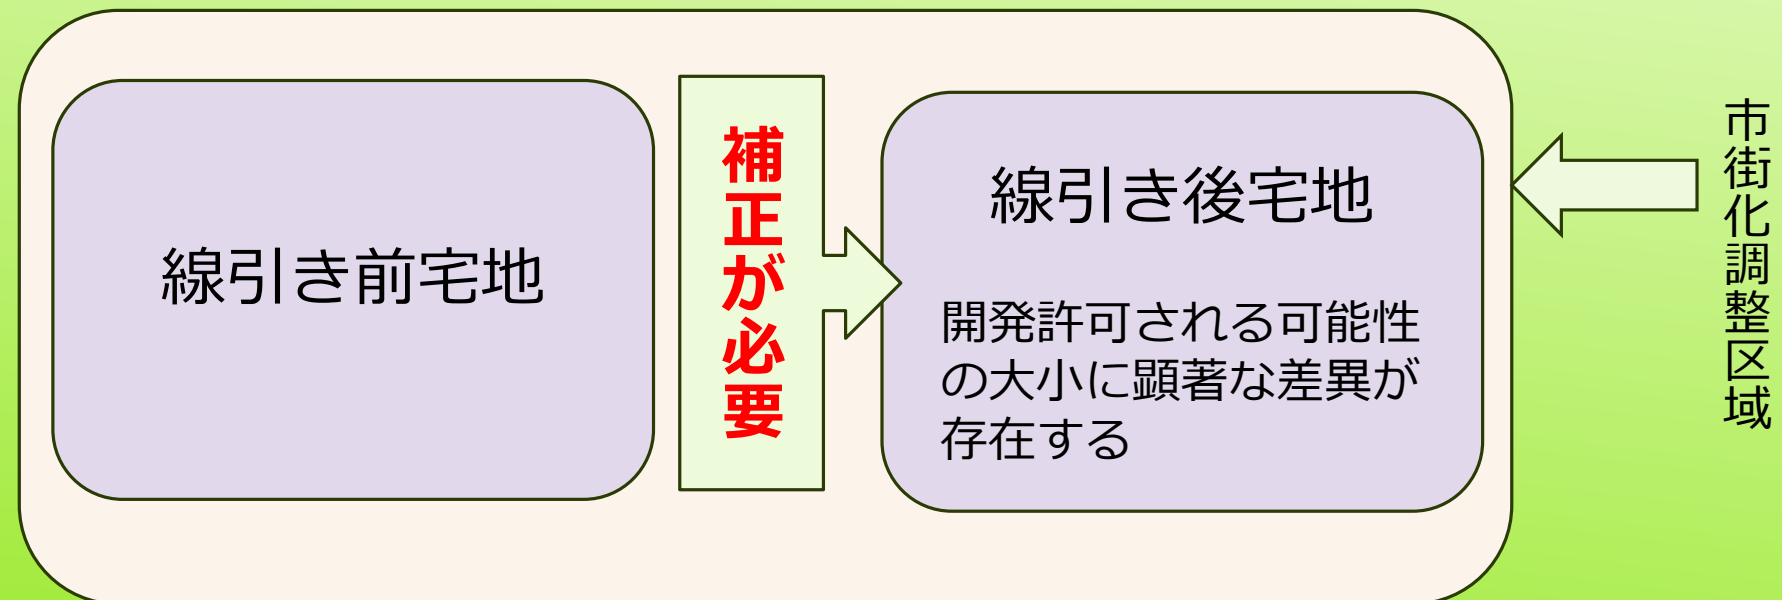 線引き前宅地
補正が必要
線引き後宅地
開発許可される可能性
の大小に顕著な差異が
存在する
市街化調整区域